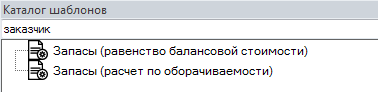 Каталог шаблонов
заказчик
Запасы (равенство балансовой стоимости)
Запасы (расчет по оборачиваемости)